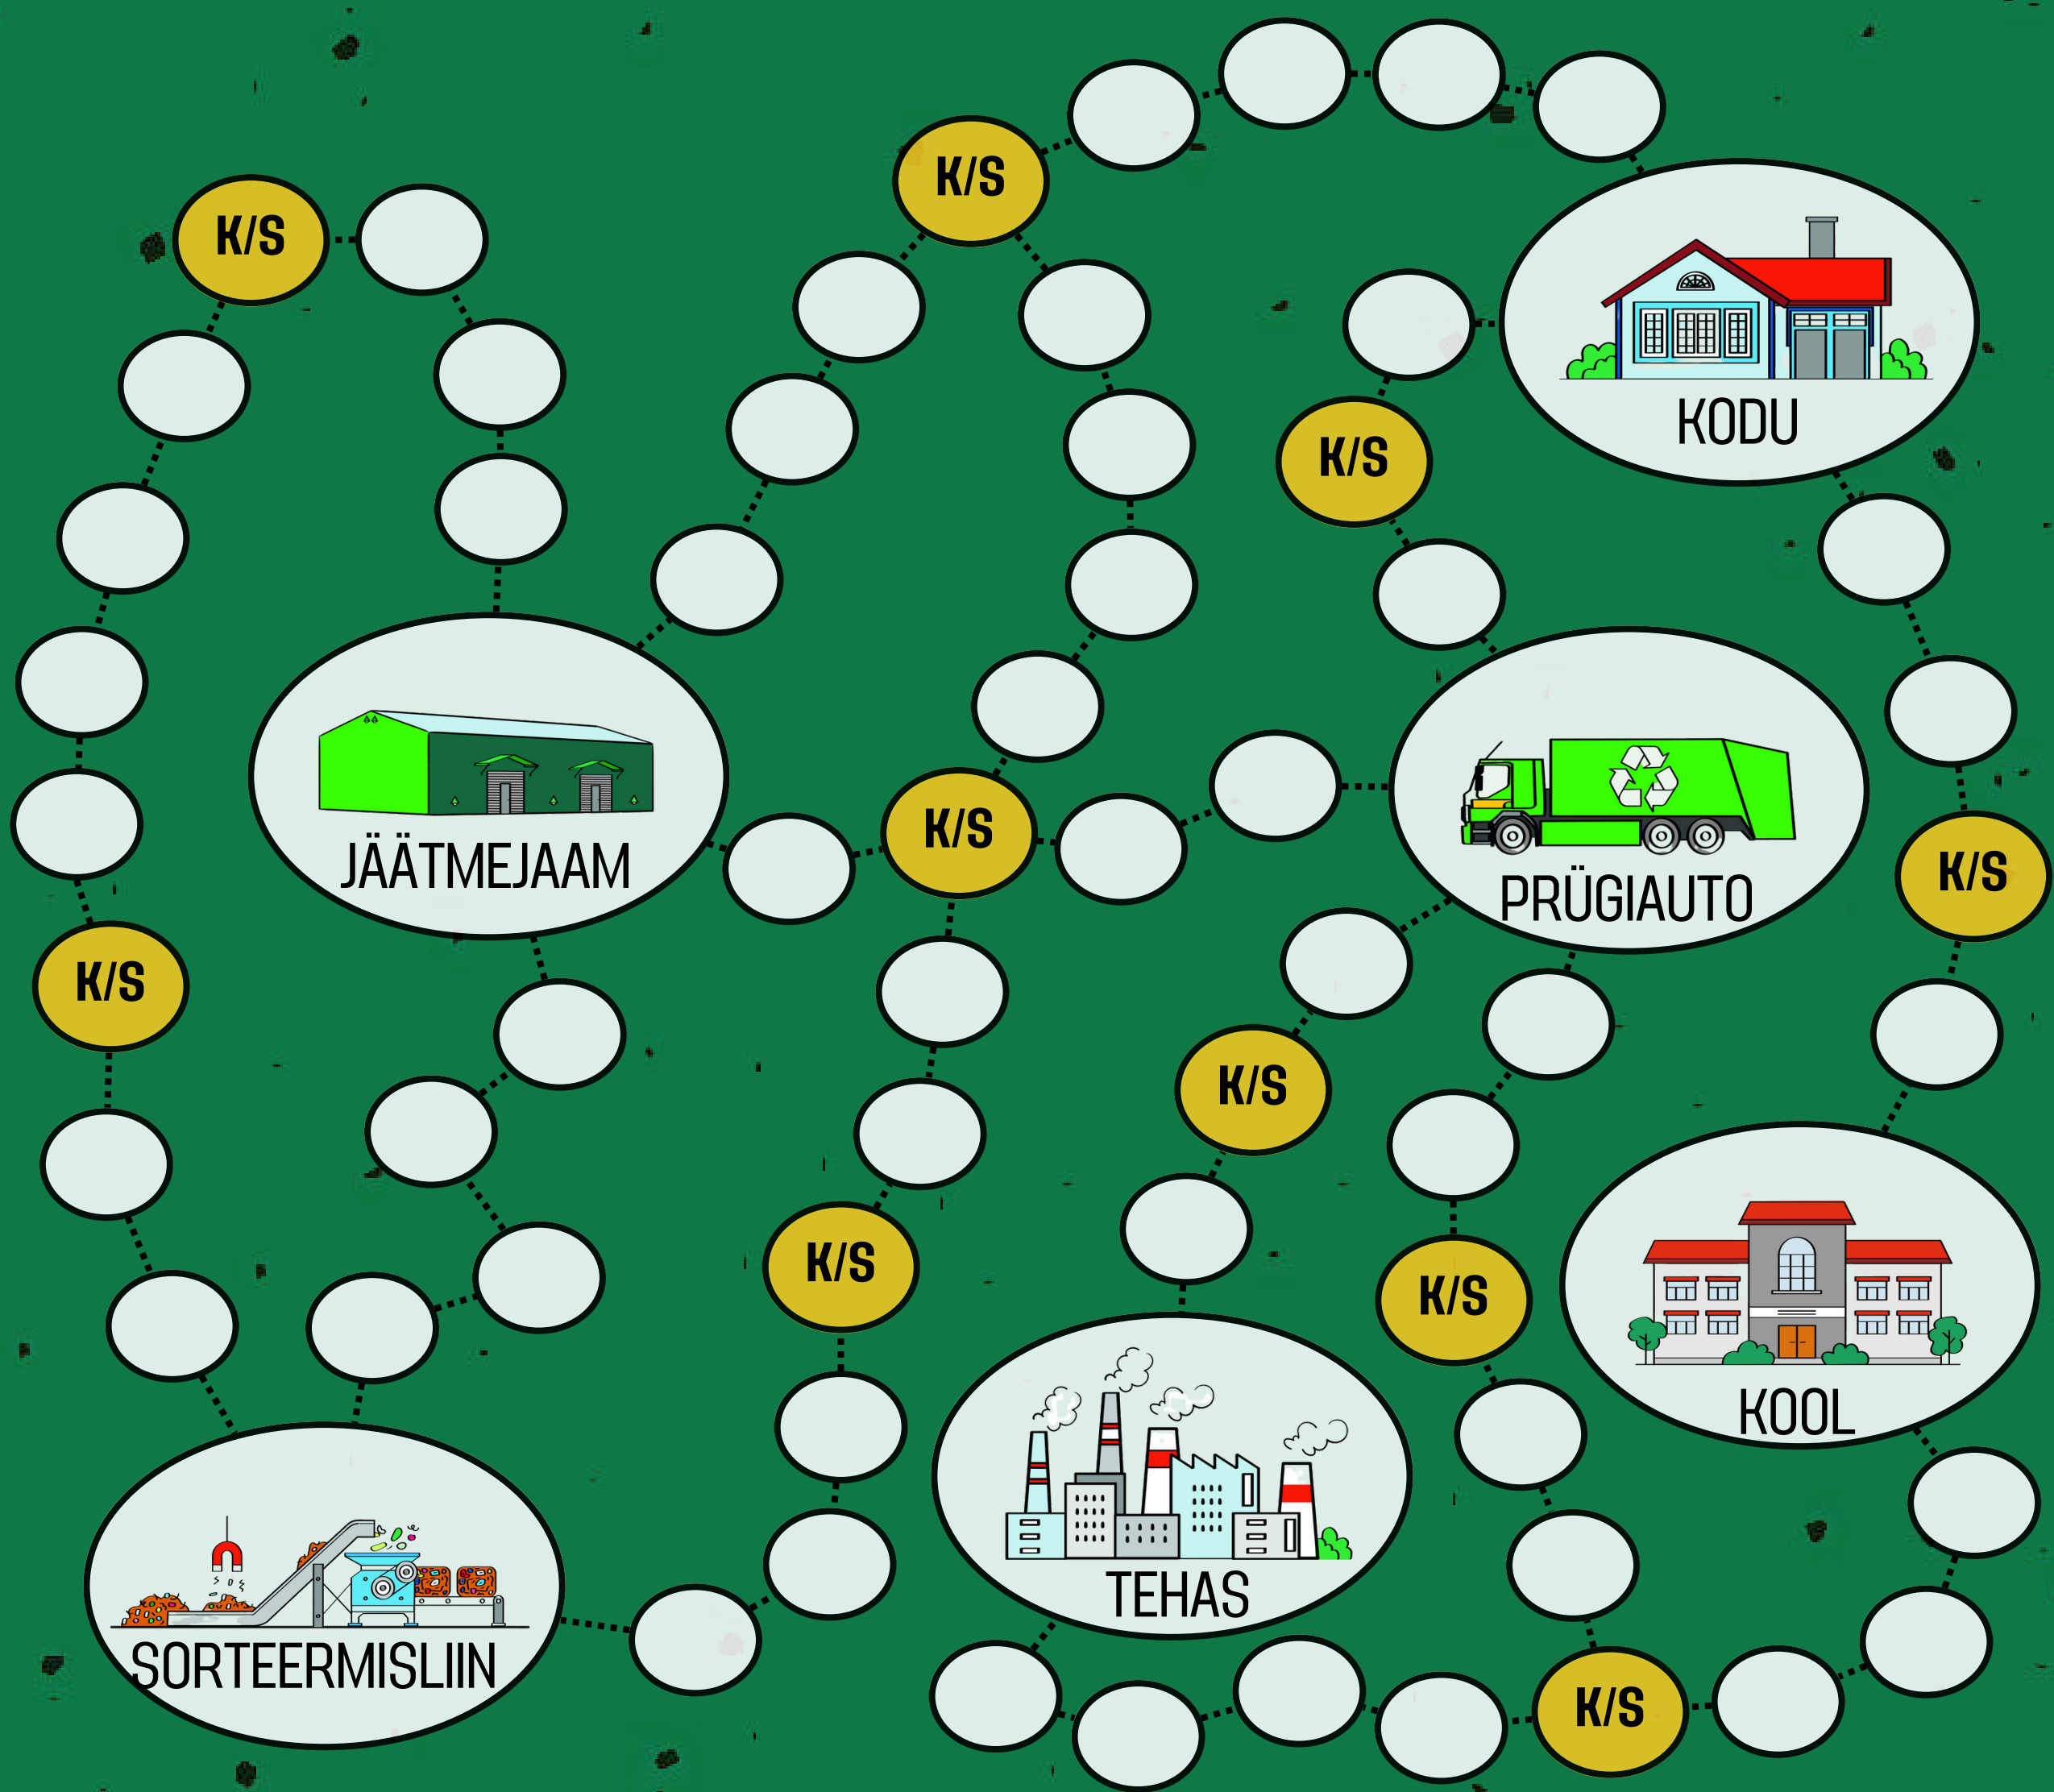 K/S
K/S
KODU
K/S
JÄÄTMEJAAM
K/S
PRÜGIAUTO
K/S
K/S
K/S
K/S
K/S
KOOL
TEHAS
SORTEERMISLIIN
K/S